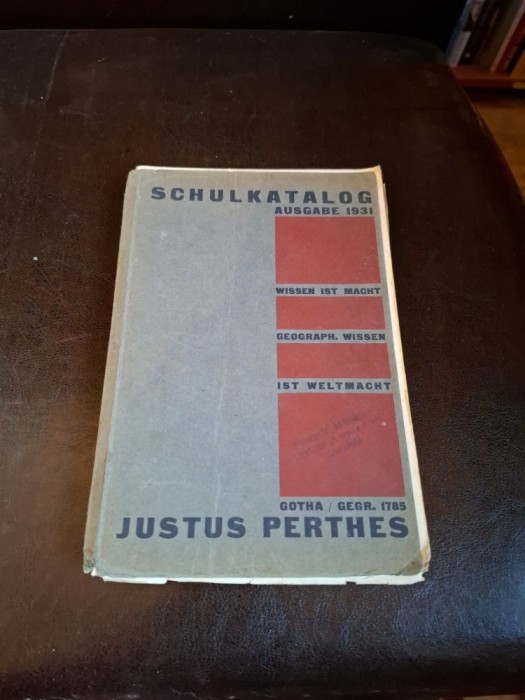 SCHULKATALOG
AUSGABE 1931
WISSEN IST MACHT
GEOGRAPH. WISSEN
IST WELTMACHT
GOTHA / GEGR. 1785
JUSTUS PERTHES